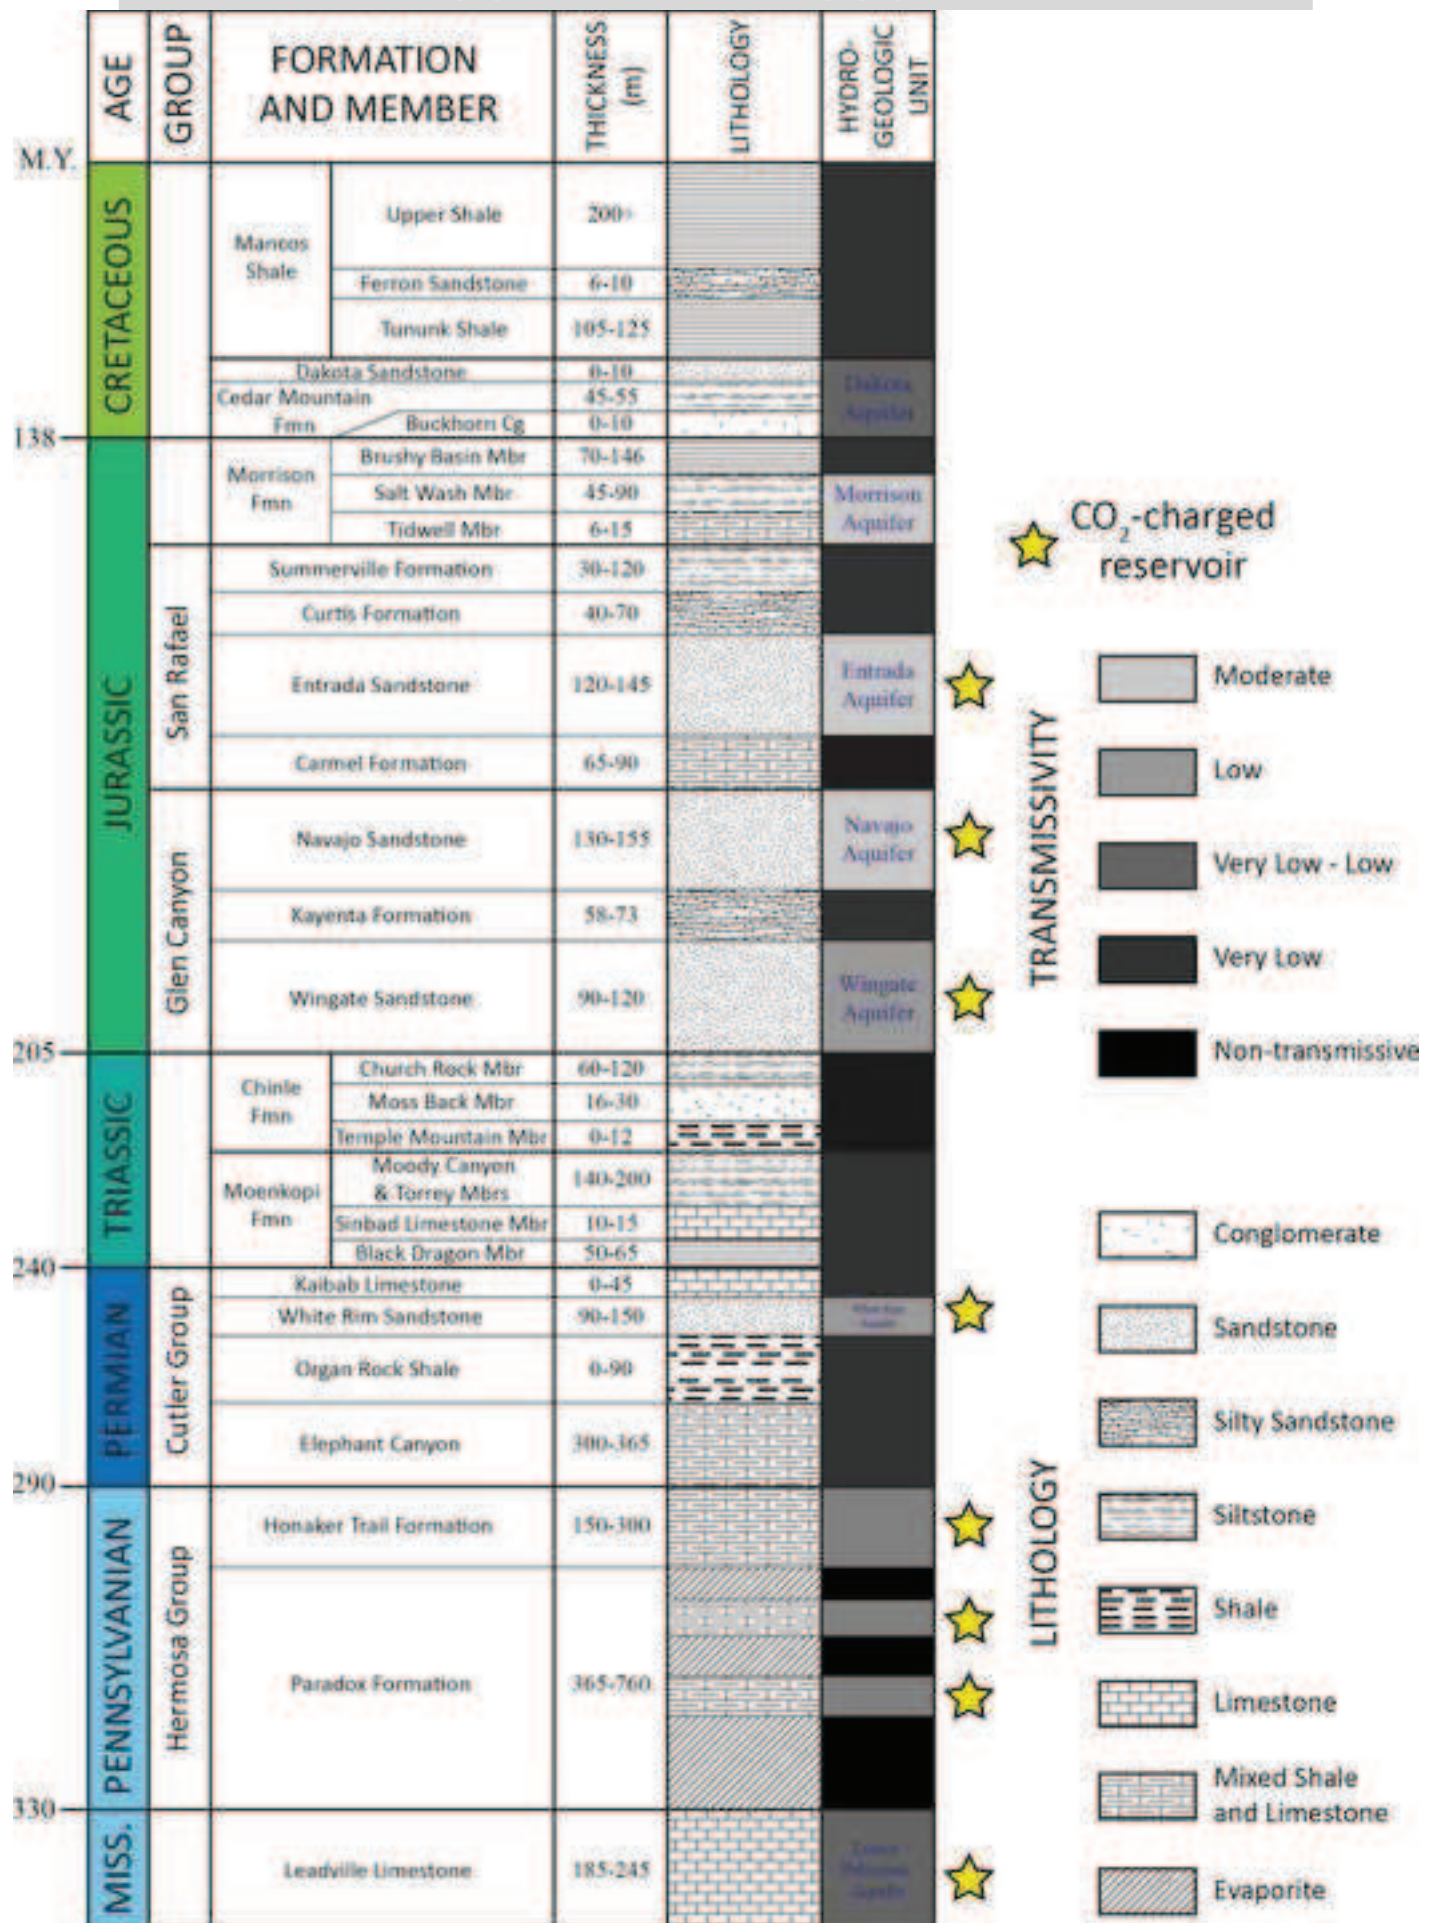 AGE
GROUP
FORMATION
AND MEMBER
THICKNESS
(m)
LITHOLOGY
HYDRO-
GEOLOGIC
UNIT
M.Y.
CRETACEOUS
Mancos
Shale
Upper Shale
200+
Ferron Sandstone
6-10
Tununk Shale
105-125
Dakota Sandstone
0-10
Cedar Mountain
Fmn
45-55
Buckhorn Cg
0-10
Dakota
Aquifer
138
JURASSIC
Morrison
Fmn
Brushy Basin Mbr
70-146
Salt Wash Mbr
45-90
Tidwell Mbr
6-15
Morrison
Aquifer
San Rafael
Summerville Formation
30-120
Curtis Formation
40-70
Entrada Sandstone
120-145
Entrada
Aquifer
Carmel Formation
65-90
Glen Canyon
Navajo Sandstone
130-155
Navajo
Aquifer
Kayenta Formation
58-73
Wingate Sandstone
90-120
Wingate
Aquifer
205
TRIASSIC
Chinle
Fmn
Church Rock Mbr
60-120
Moss Back Mbr
16-30
Temple Mountain Mbr
0-12
Moenkopi
Fmn
Moody Canyon
& Torrey Mbrs
140-200
Sinbad Limestone Mbr
10-15
Black Dragon Mbr
50-65
240
PERMIAN
Cutler Group
Kaibab Limestone
0-45
White Rim Sandstone
90-150
Organ Rock Shale
0-90
Elephant Canyon
300-365
290
PENNSYLVANIAN
Hermosa Group
Honaker Trail Formation
150-300
Paradox Formation
365-760
330
MISS.
Leadville Limestone
185-245
CO₂-charged
reservoir
TRANSMISSIVITY
Moderate
Low
Very Low - Low
Very Low
Non-transmissive
LITHOLOGY
Conglomerate
Sandstone
Silty Sandstone
Siltstone
Shale
Limestone
Mixed Shale
and Limestone
Evaporite